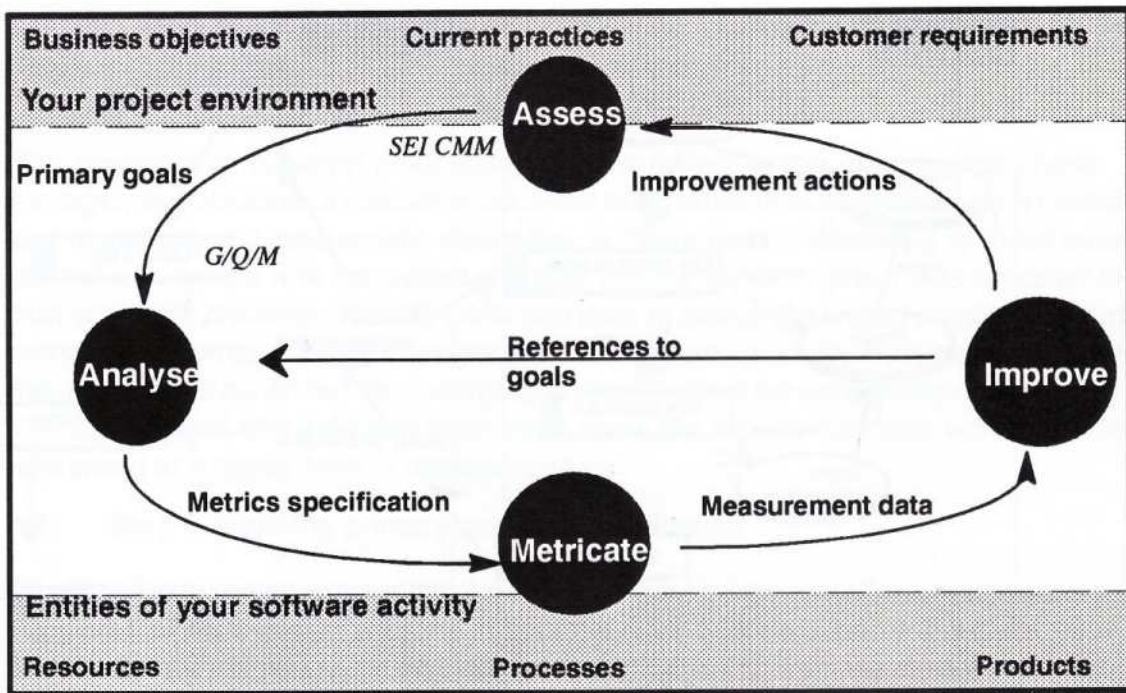 Business objectives
Current practices
Customer requirements
Your project environment
Assess
SEI CMM
Primary goals
Improvement actions
G/Q/M
Analyse
References to
goals
Improve
Metrics specification
Measurement data
Metricate
Entities of your software activity
Resources
Processes
Products